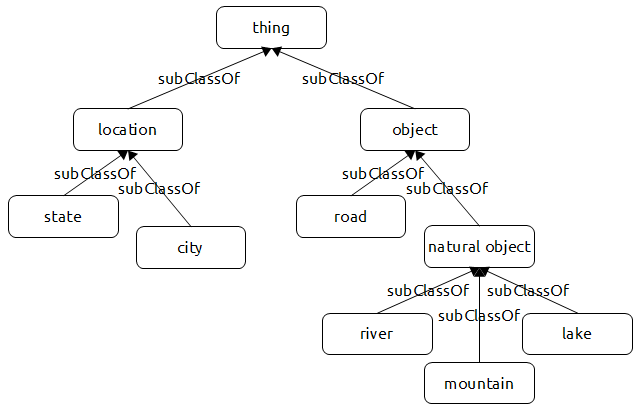 thing
subClassOf
subClassOf
location
object
subClassOf
subClassOf
subClassOf
subClassOf
state
road
city
natural object
subClassOf
subClassOf
subClassOf
river
lake
mountain